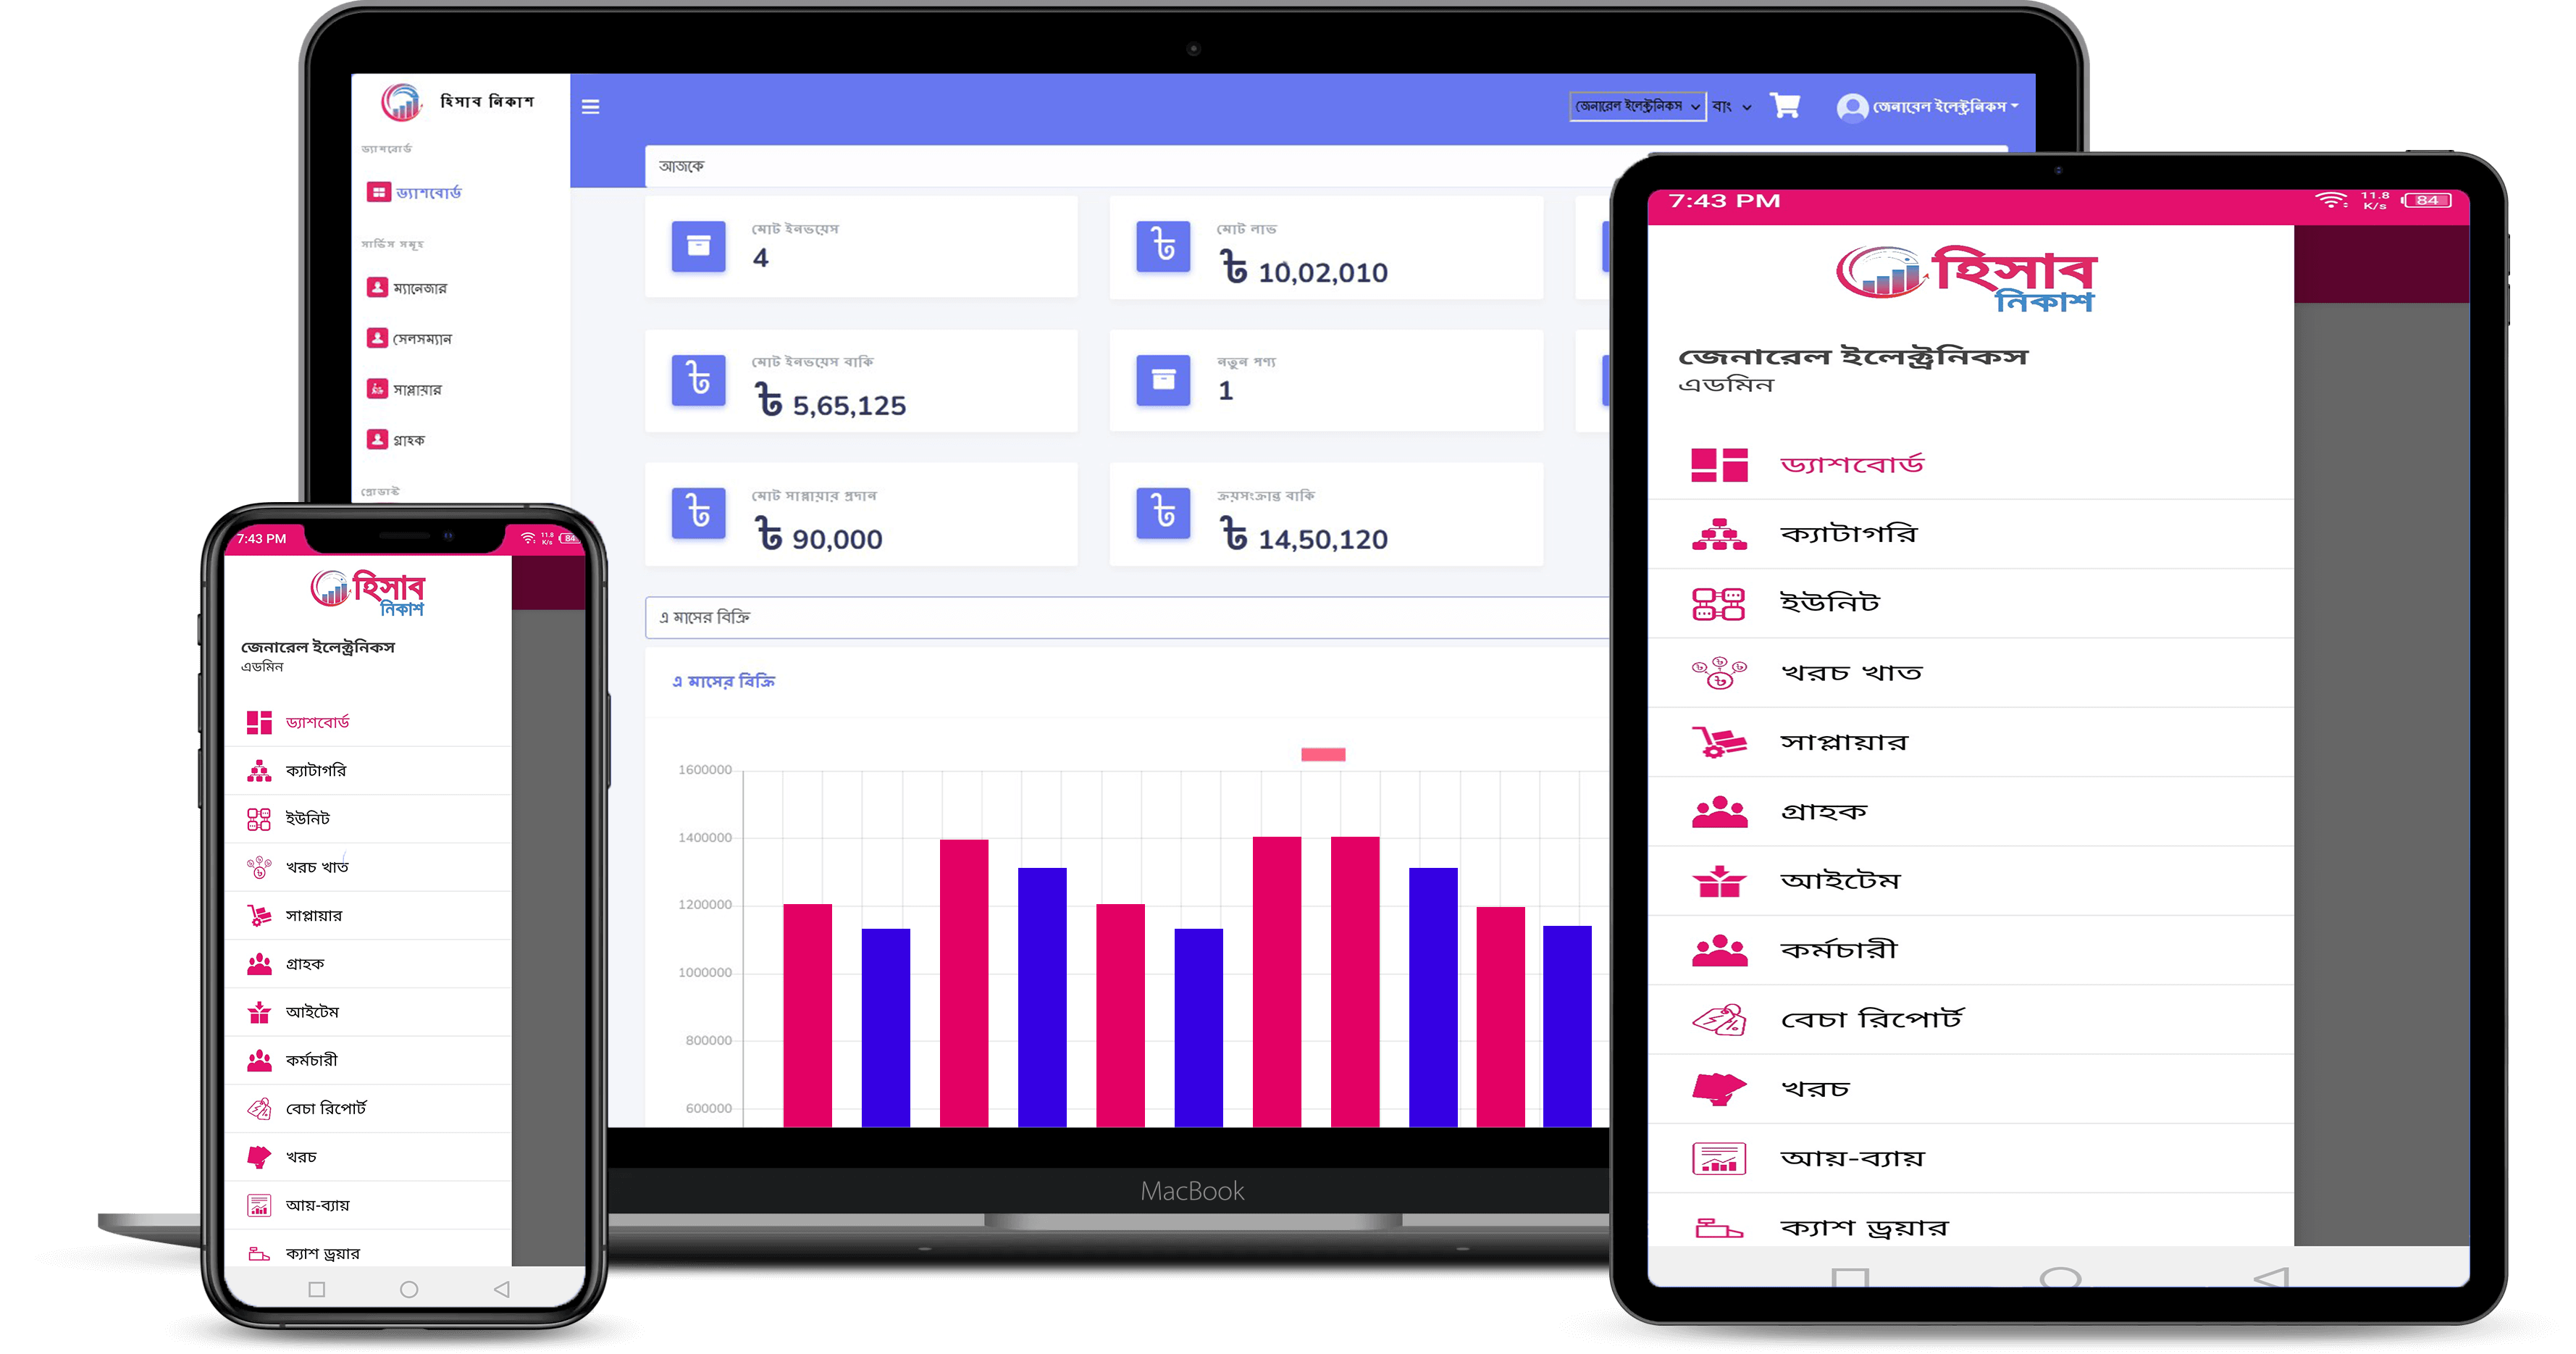 হিসাব নিকাশ
জেনারেল ইলেক্ট্রনিকস
বাং
জেনারেল ইলেক্ট্রনিকস
ড্যাশবোর্ড
ড্যাশবোর্ড
সার্ভিস সমূহ
ম্যানেজার
সেলসম্যান
সাপ্লায়ার
গ্রাহক
প্রোডাক্ট
আজকে
মোট ইনভয়েস
4
মোট লাভ
৳ 10,02,010
মোট ইনভয়েস বাকি
৳ 5,65,125
নতুন পণ্য
1
মোট সাপ্লায়ার প্রদান
৳ 90,000
ক্রয়সংক্রান্ত বাকি
৳ 14,50,120
এ মাসের বিক্রি
এ মাসের বিক্রি
1600000
1400000
1200000
1000000
800000
600000
MacBook
7:43 PM
11.8
K/s
84
হিসাব
নিকাশ
জেনারেল ইলেক্ট্রনিকস
এডমিন
ড্যাশবোর্ড
ক্যাটাগরি
ইউনিট
খরচ খাত
সাপ্লায়ার
গ্রাহক
আইটেম
কর্মচারী
বেচা রিপোর্ট
খরচ
আয়-ব্যায়
ক্যাশ ড্রয়ার
7:43 PM
11.8
K/s
84
হিসাব
নিকাশ
জেনারেল ইলেক্ট্রনিকস
এডমিন
ড্যাশবোর্ড
ক্যাটাগরি
ইউনিট
খরচ খাত
সাপ্লায়ার
গ্রাহক
আইটেম
কর্মচারী
বেচা রিপোর্ট
খরচ
আয়-ব্যায়
ক্যাশ ড্রয়ার